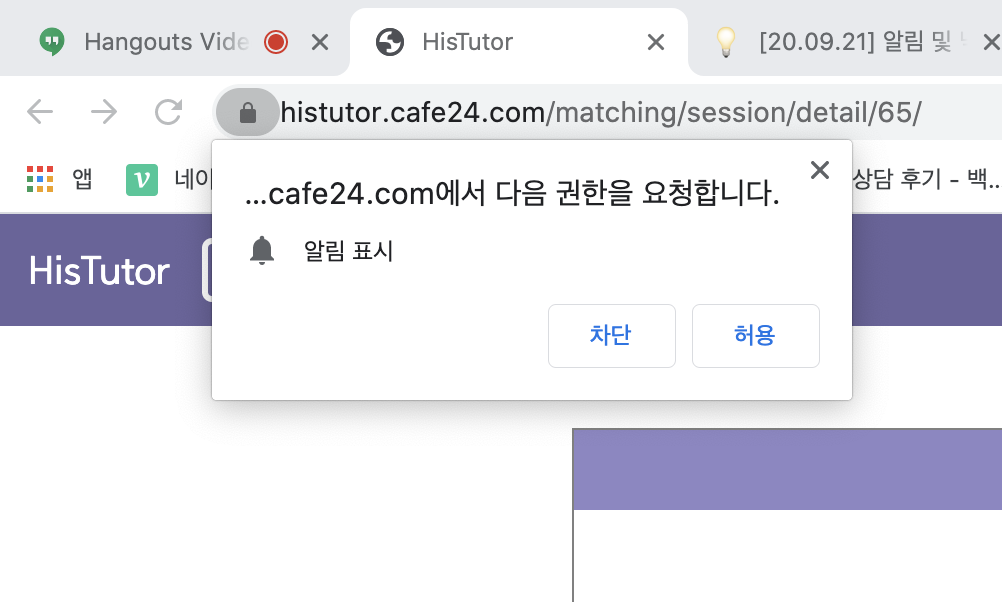 Hangouts Vide
HisTutor
[20.09.21] 알림 및
histutor.cafe24.com/matching/session/detail/65/
앱
네이
상담 후기 - 백...
...cafe24.com에서 다음 권한을 요청합니다.
알림 표시
차단
허용
HisTutor